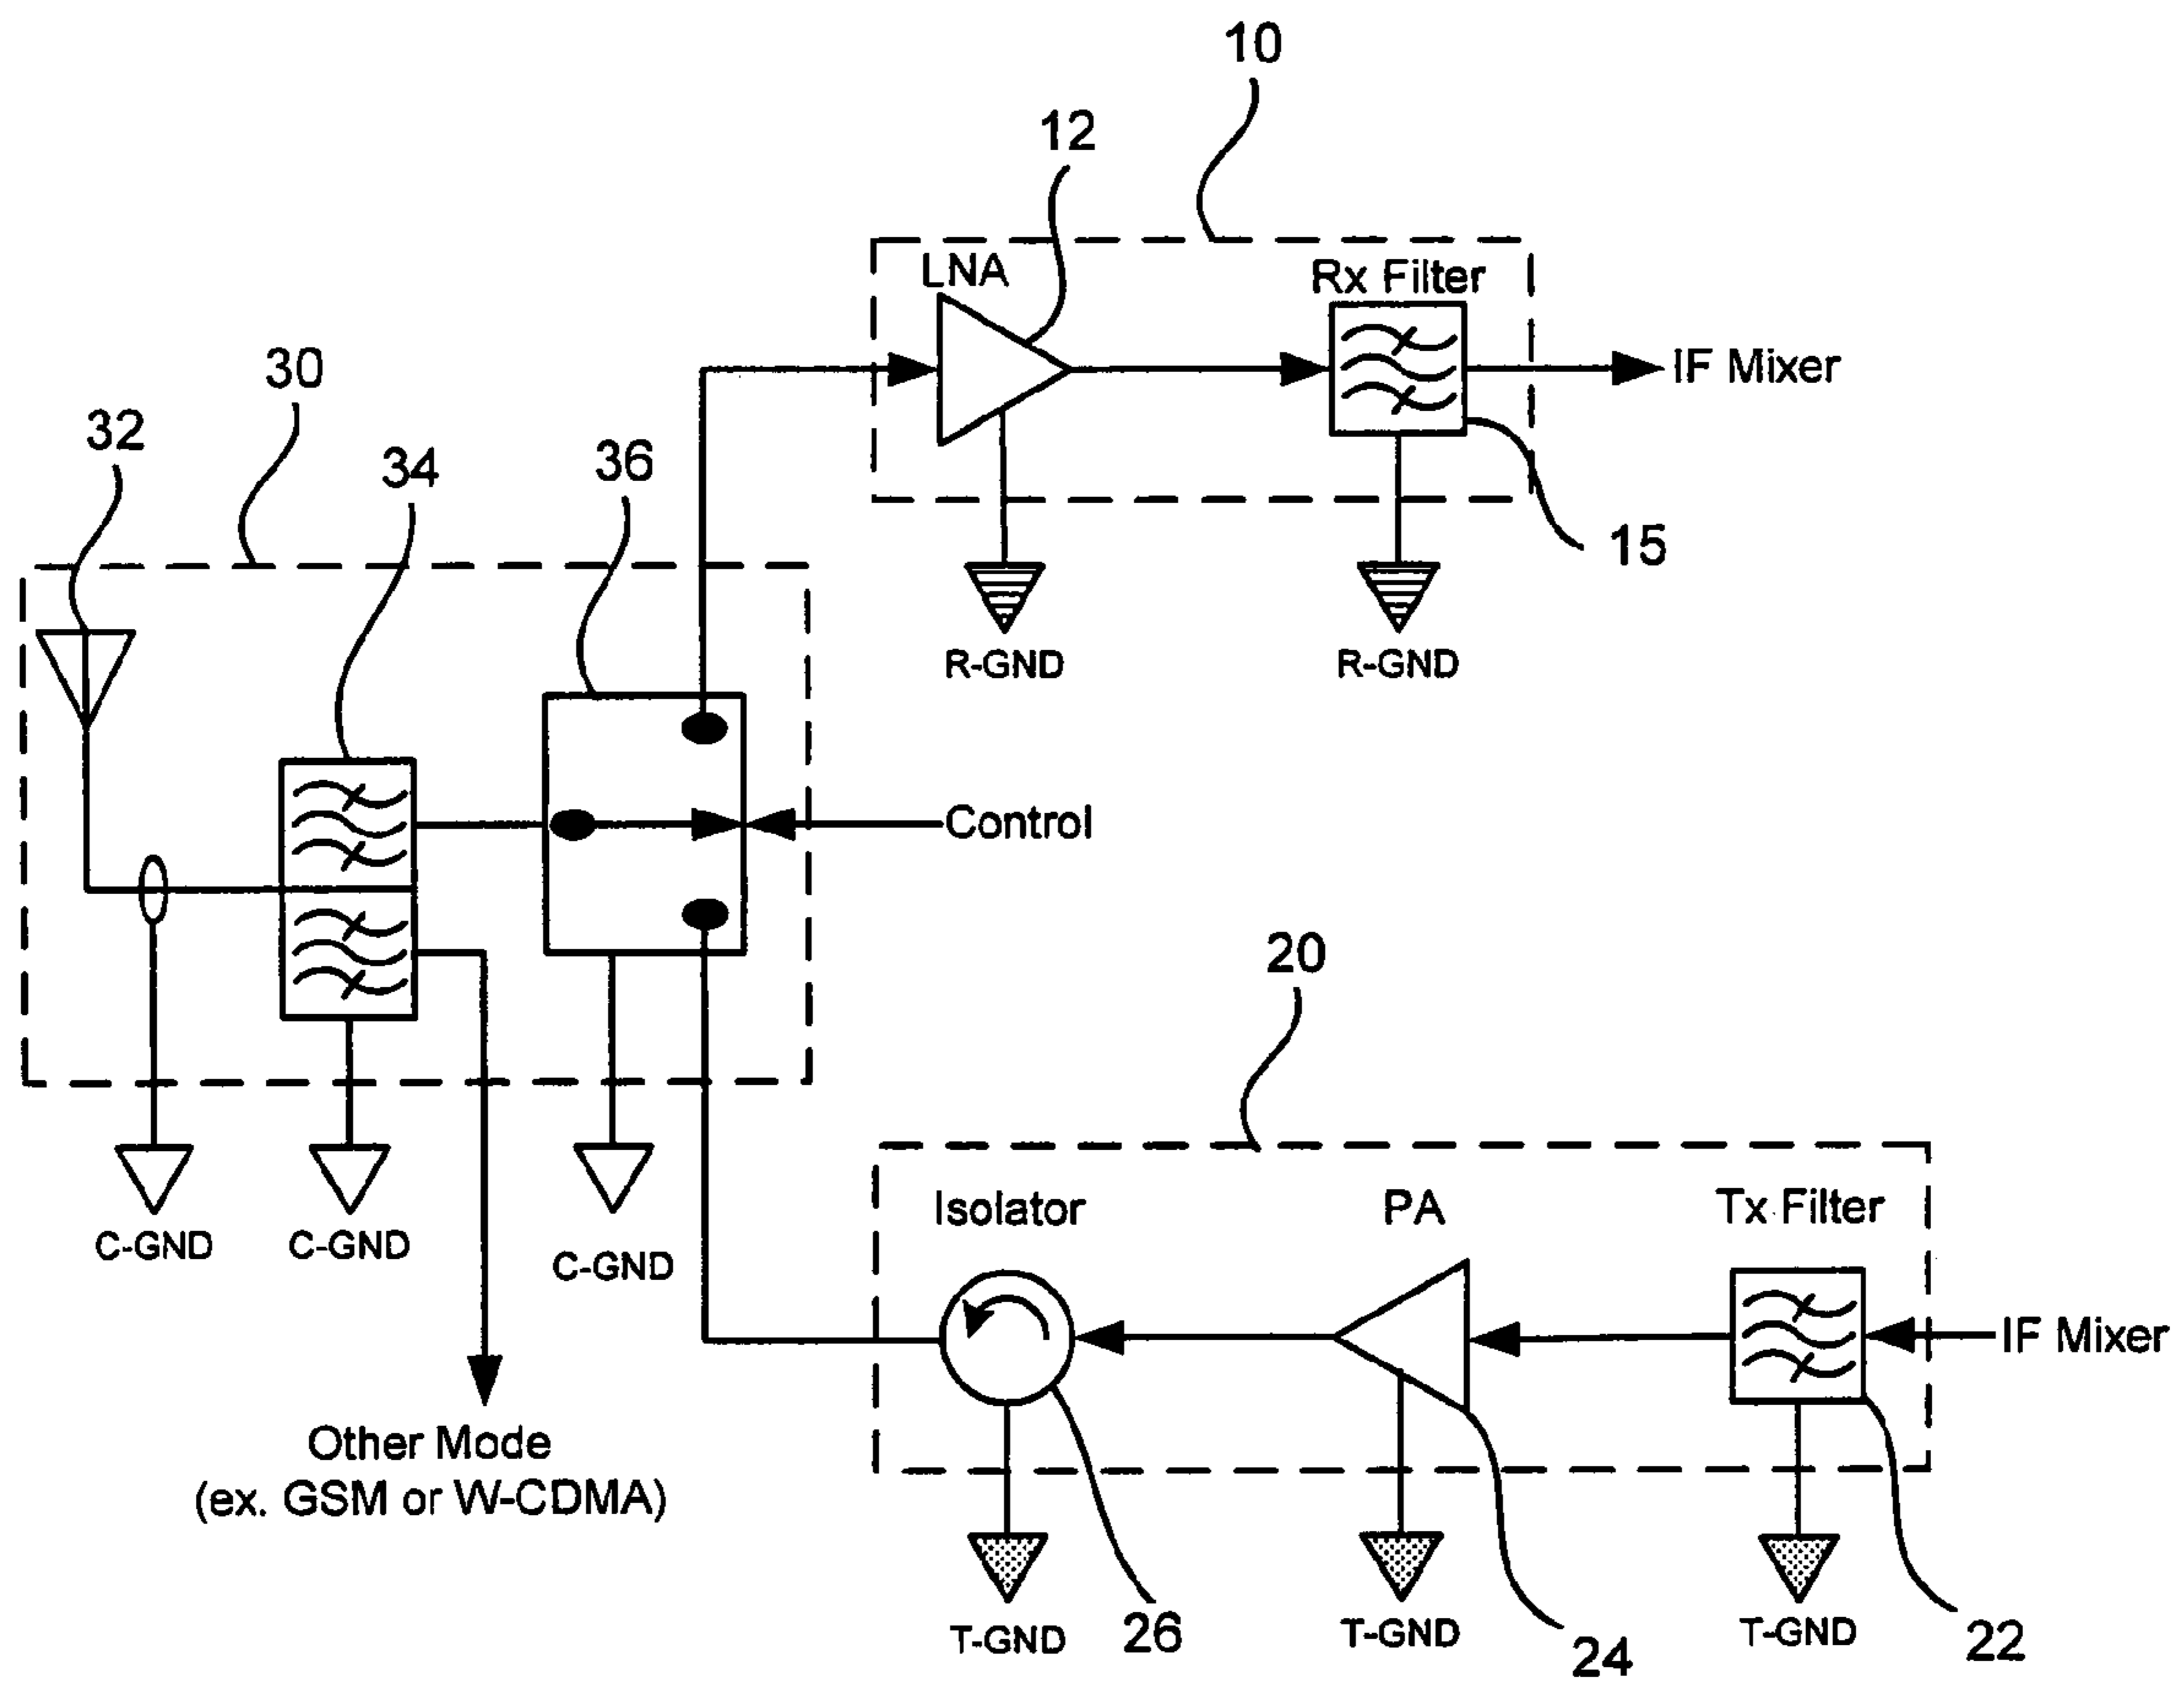 10
12
LNA
Rx Filter
IF Mixer
15
R-GND
R-GND
30
32
34
36
Control
C-GND
C-GND
C-GND
Other Mode
(ex. GSM or W-CDMA)
20
Isolator
PA
Tx Filter
IF Mixer
T-GND
26
T-GND
24
T-GND
22